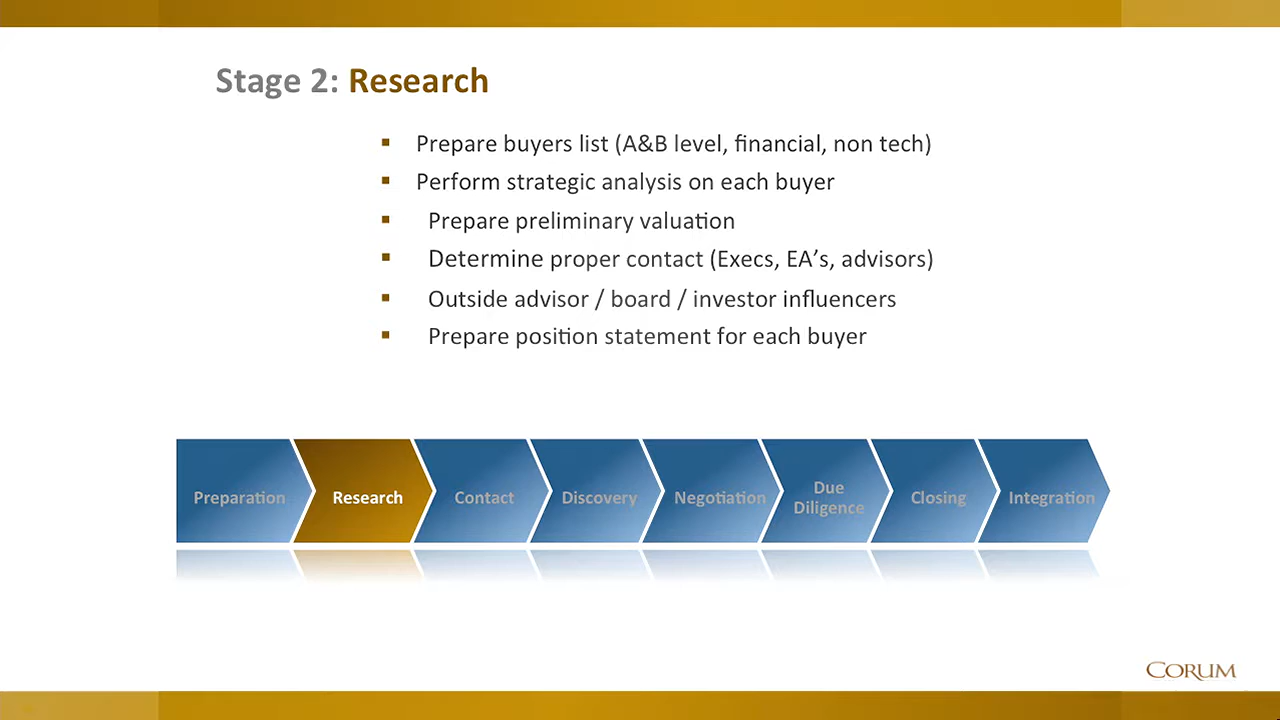 Stage 2: Research
Prepare buyers list (A&B level, financial, non tech)
Perform strategic analysis on each buyer
Prepare preliminary valuation
Determine proper contact (Execs, EA’s, advisors)
Outside advisor / board / investor influencers
Prepare position statement for each buyer
Preparation
Research
Contact
Discovery
Negotiation
Due
Diligence
Closing
Integration
CORUM